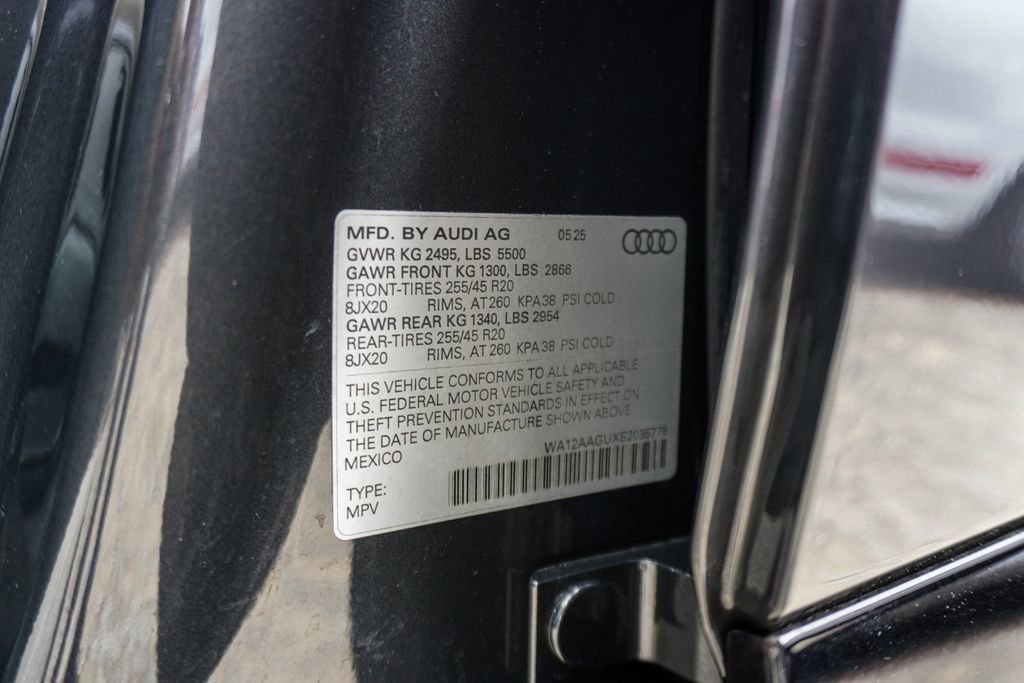 MFD. BY AUDI AG 05.25
GVWR KG 2495, LBS 5500
GAWR FRONT KG 1300, LBS 2866
FRONT-TIRES 255/45 R20
8JX20 RIMS, AT 260 KPA 38 PSI COLD
GAWR REAR KG 1340, LBS 2954
REAR-TIRES 255/45 R20
8JX20 RIMS, AT 260 KPA 38 PSI COLD
THIS VEHICLE CONFORMS TO ALL APPLICABLE
U.S. FEDERAL MOTOR VEHICLE SAFETY AND
THEFT PREVENTION STANDARDS IN EFFECT ON
THE DATE OF MANUFACTURE SHOWN ABOVE
MEXICO
WA12AAGUXS2035778
TYPE:
MPV